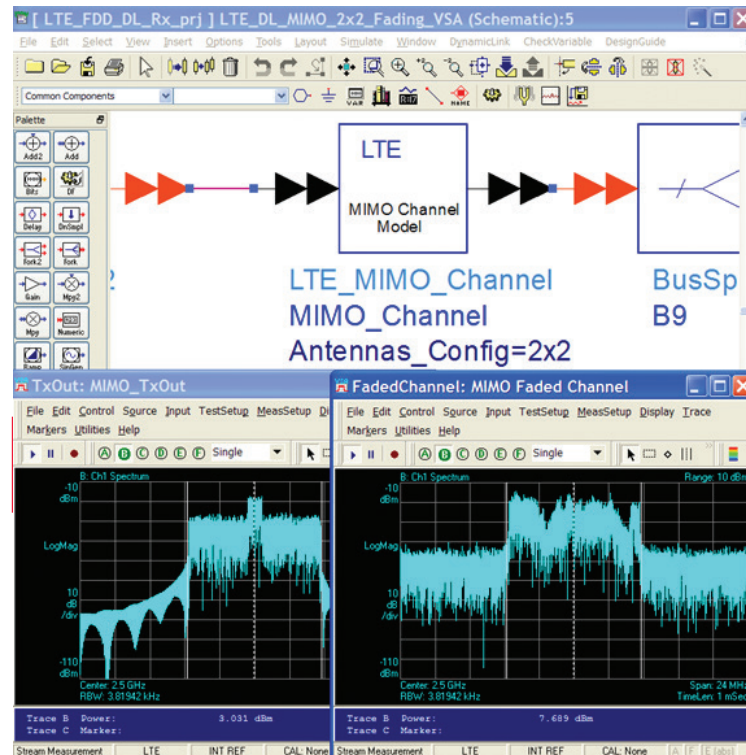 [ LTE_FDD_DL_Rx_prj ] LTE_DL_MIMO_2x2_Fading_VSA (Schematic):5
File Edit Select View Insert Options Tools Layout Simulate Window DynamicLink CheckVariable DesignGuide
Common Components
VAR
NAME
Palette
Add2 Add
Bits DF
Delay DnSmpl
Fork2 Fork
Gain Mpy2
Mpy Numeric
Ramp SinGen
LTE
MIMO Channel
Model
LTE_MIMO_Channel
MIMO_Channel
Antennas_Config=2x2
BusSp
B9
TxOut: MIMO_TxOut
File Edit Control Source Input TestSetup MeasSetup Di
Markers Utilities Help
A B C D E F Single
B: Ch1 Spectrum
-10
dBm
LogMag
10
dB
/div
-110
dBm
Center: 2.5 GHz
RBW: 3.81942 kHz
Trace B Power: 3.031 dBm
Trace C Marker:
Stream Measurement LTE INT REF CAL: None
FadedChannel: MIMO Faded Channel
File Edit Control Source Input TestSetup MeasSetup Display Trace
Markers Utilities Help
A B C D E F Single
B: Ch1 Spectrum Range: 10 dBm
-10
dBm
LogMag
10
dB
/div
-110
dBm
Center: 2.5 GHz Span: 24 MHz
RBW: 3.81942 kHz TimeLen: 1 mSec
Trace B Power: 7.689 dBm
Trace C Marker:
Stream Measurement LTE INT REF CAL: None